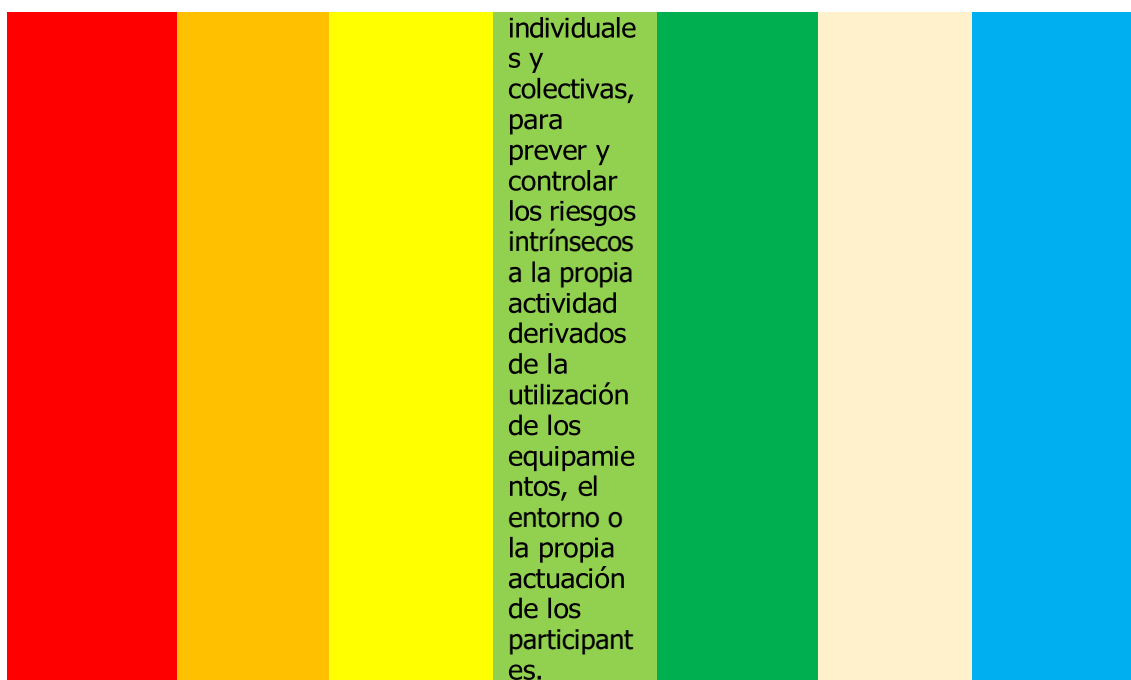 individuale
s y
colectivas,
para
prever y
controlar
los riesgos
intrínsecos
a la propia
actividad
derivados
de la
utilización
de los
equipamie
ntos, el
entorno o
la propia
actuación
de los
participant
es.